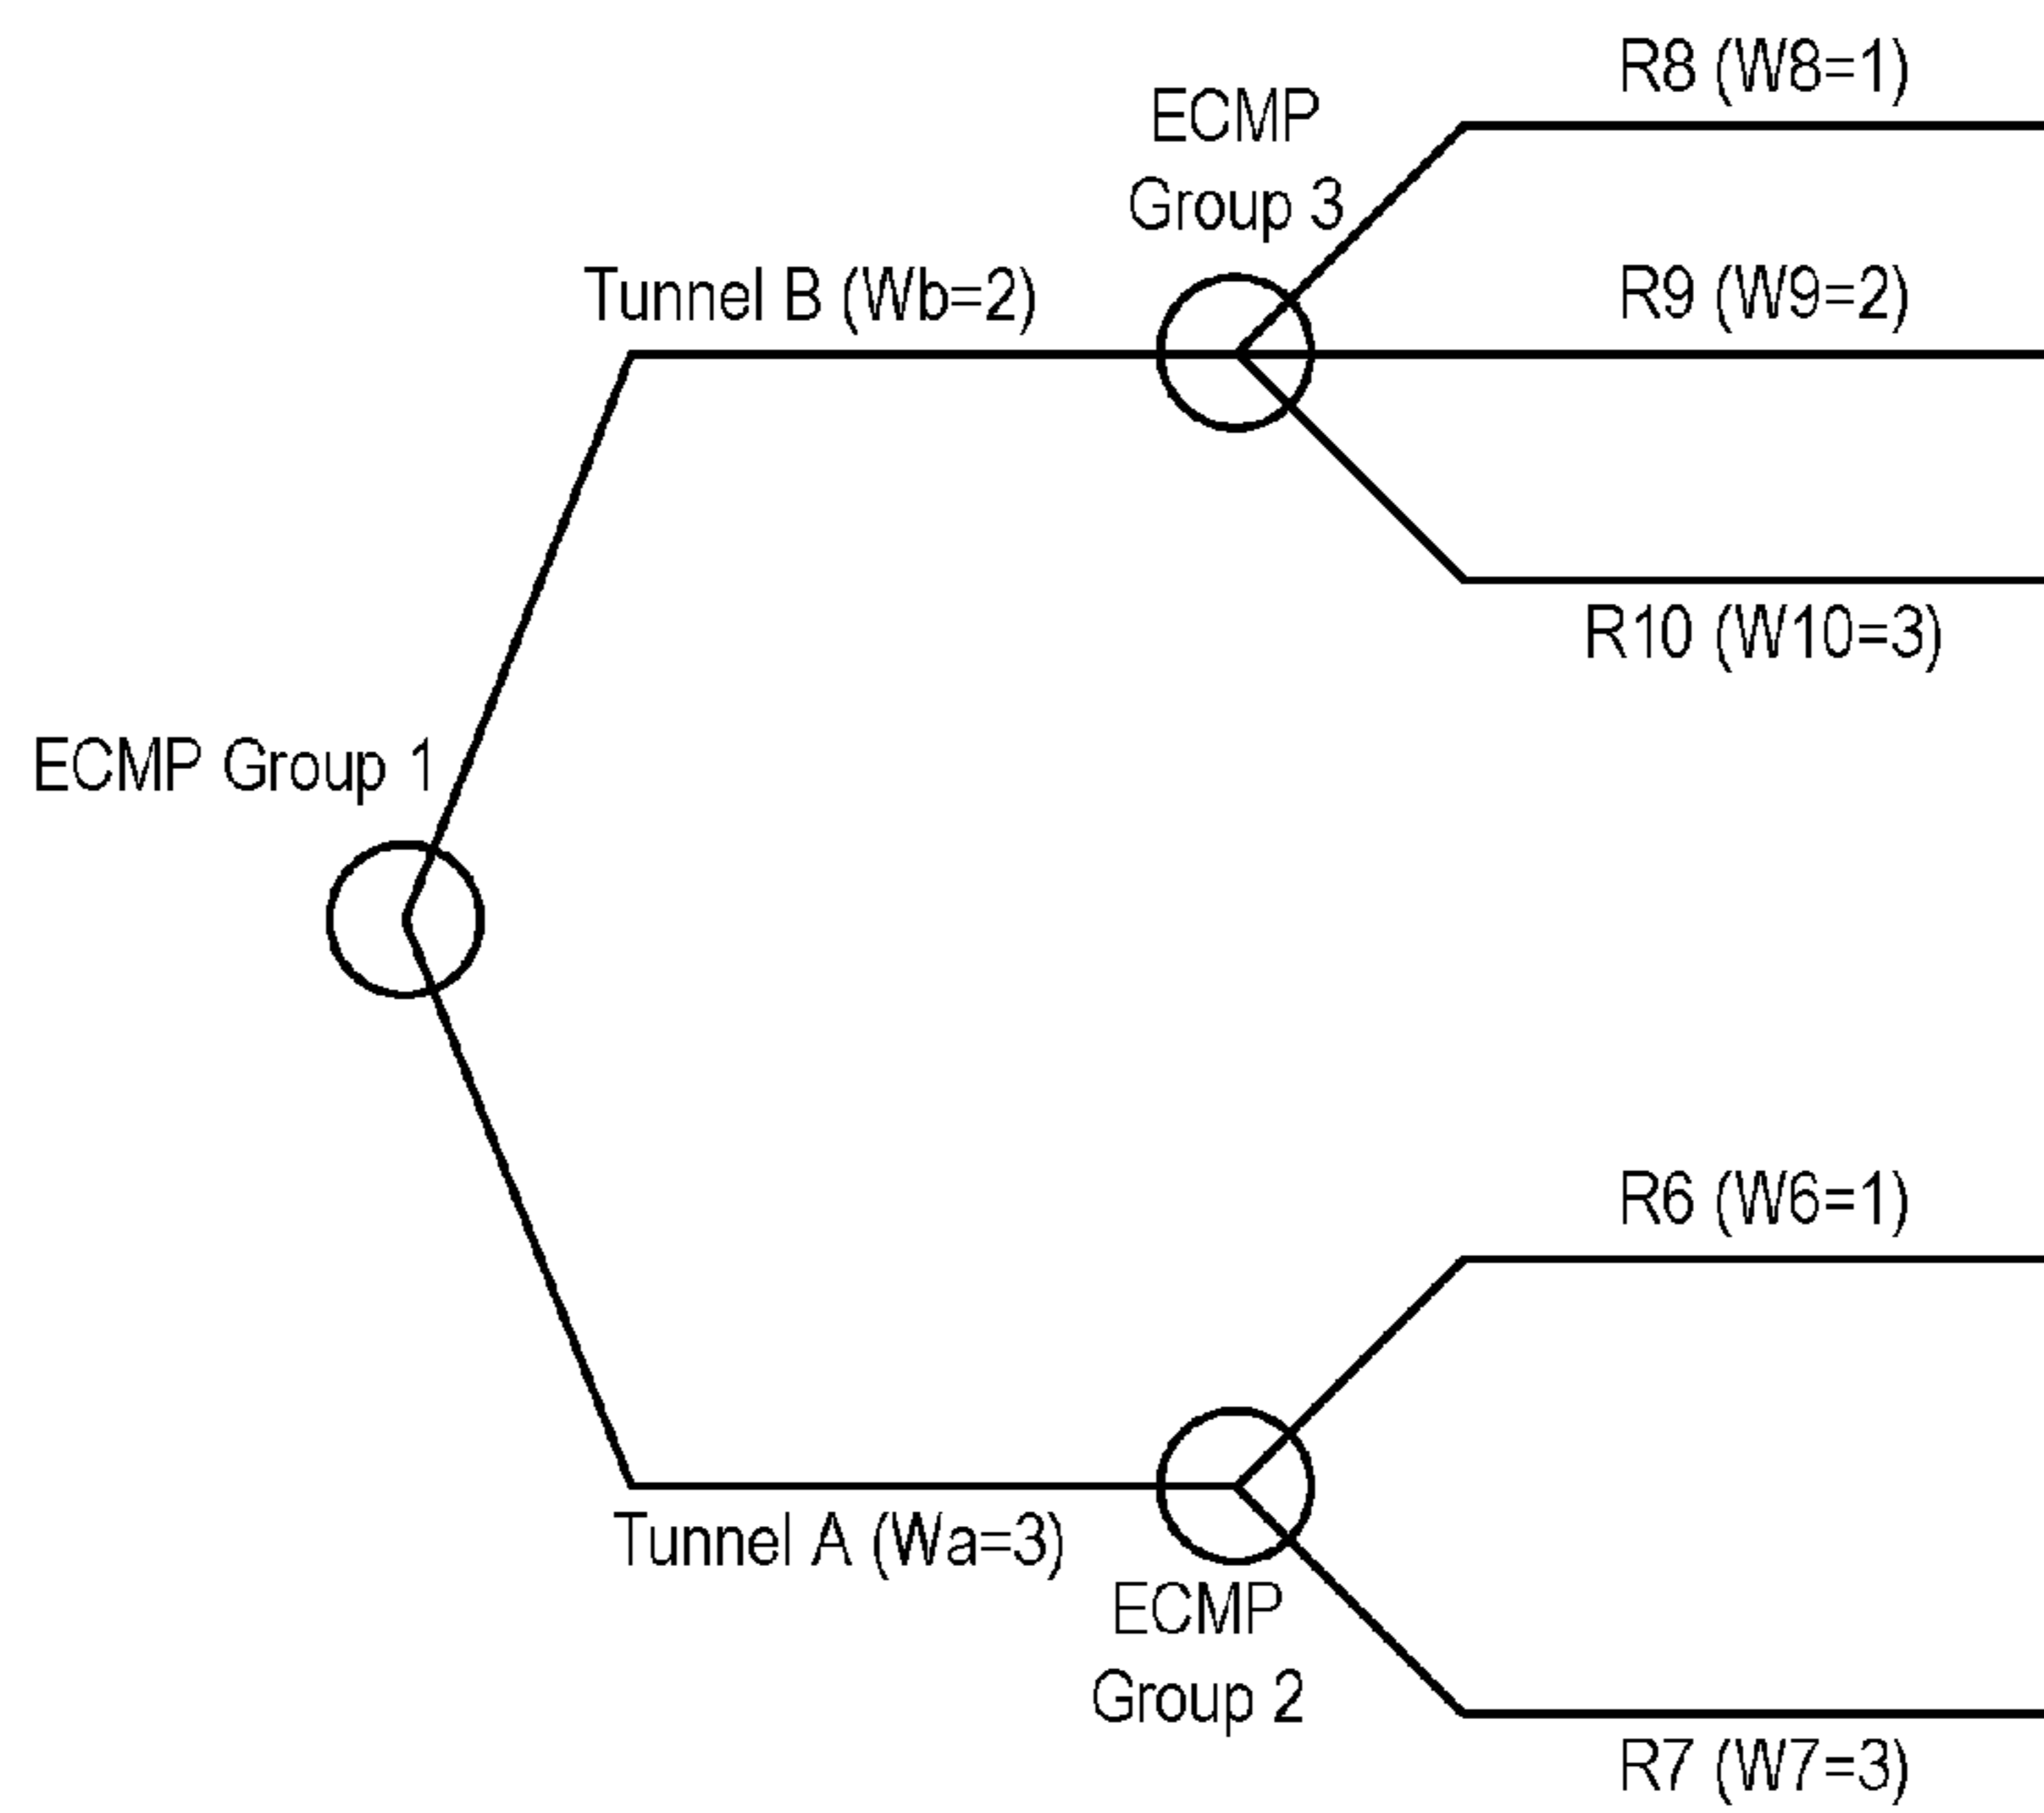 R8 (W8=1)
ECMP
Group 3
Tunnel B (Wb=2)
R9 (W9=2)
R10 (W10=3)
ECMP Group 1
R6 (W6=1)
Tunnel A (Wa=3)
ECMP
Group 2
R7 (W7=3)